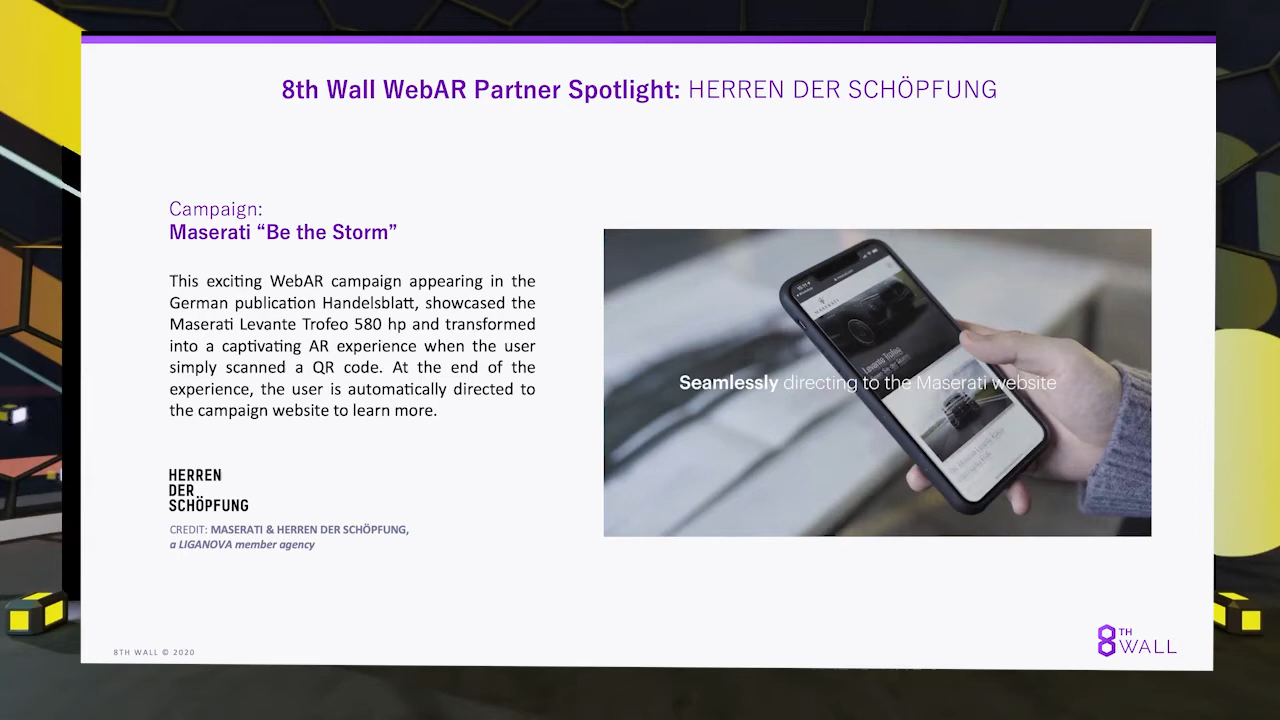 8th Wall WebAR Partner Spotlight: HERREN DER SCHÖPFUNG
Campaign:
Maserati “Be the Storm”
This exciting WebAR campaign appearing in the
German publication Handelsblatt, showcased the
Maserati Levante Trofeo 580 hp and transformed
into a captivating AR experience when the user
simply scanned a QR code. At the end of the
experience, the user is automatically directed to
the campaign website to learn more.
HERREN
DER
SCHÖPFUNG
CREDIT: MASERATI & HERREN DER SCHÖPFUNG,
a LIGANOVA member agency
MASERATI
Levante Trofeo
Seamlessly directing to the Maserati website
8TH WALL © 2020
8TH
WALL